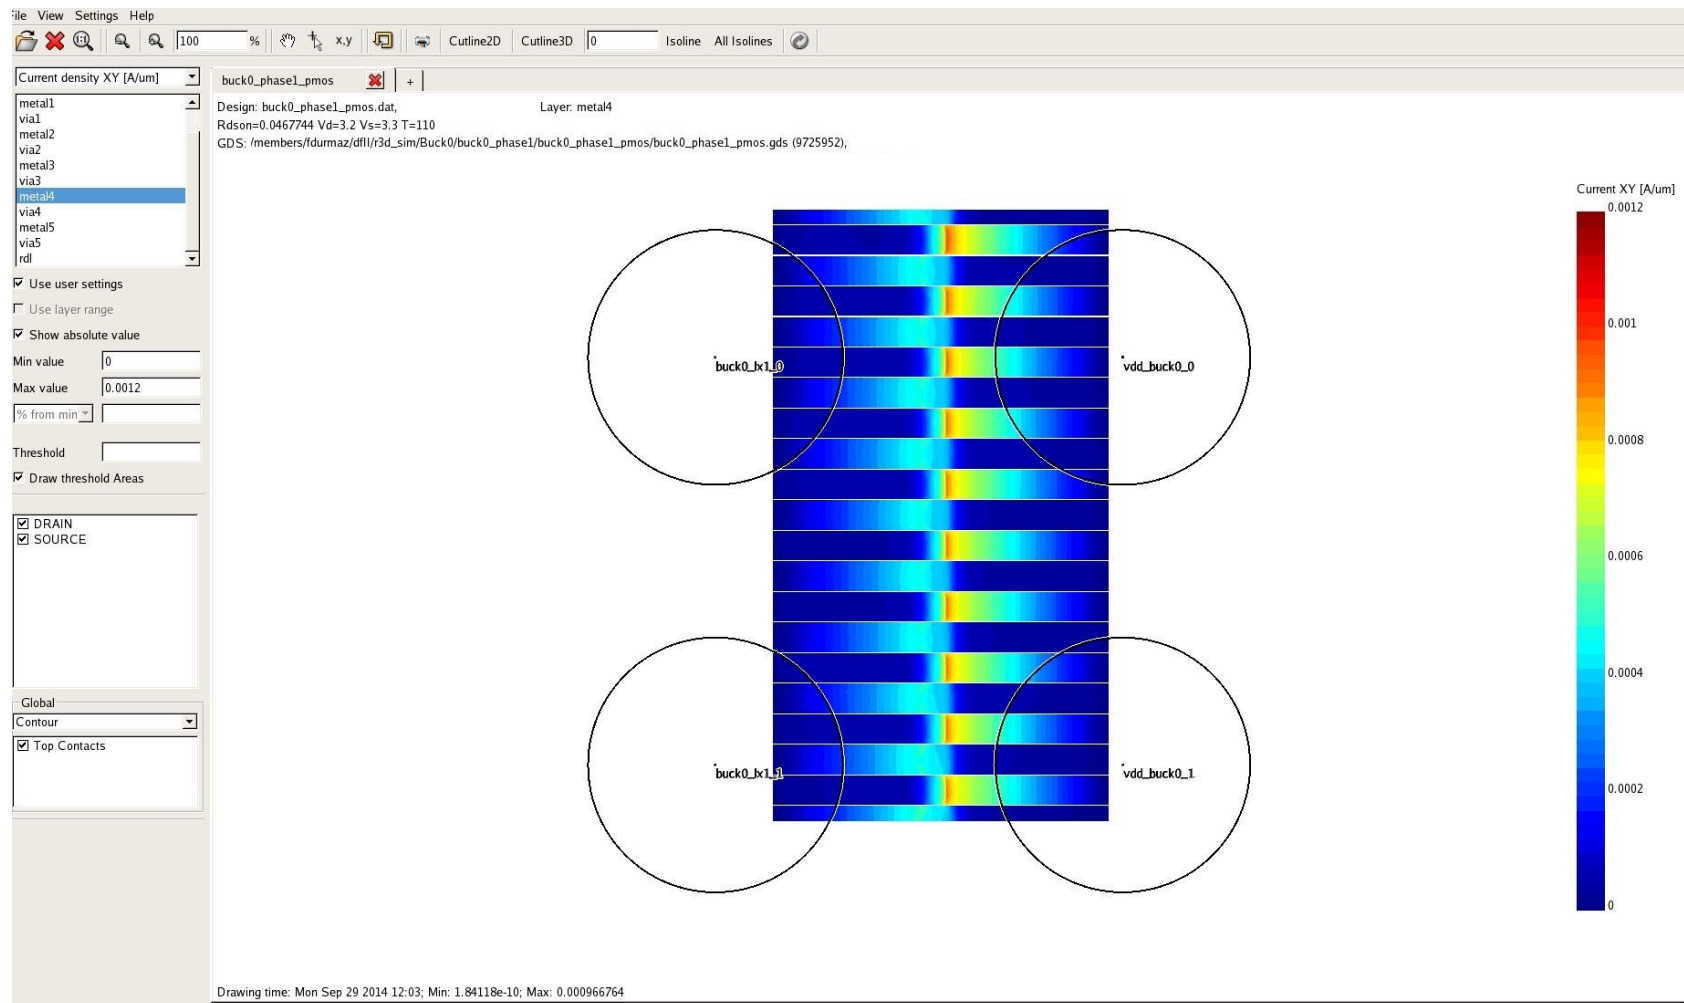 File View Settings Help
100 % x,y Cutline2D Cutline3D 0 Isoline All Isolines
Current density XY [A/um]
buck0_phase1_pmos +
metal1
via1
metal2
via2
metal3
via3
metal4
via4
metal5
via5
rdl
Design: buck0_phase1_pmos.dat, Layer: metal4
Rdson=0.0467744 Vd=3.2 Vs=3.3 T=110
GDS: /members/fdurmaz/dfII/r3d_sim/Buck0/buck0_phase1/buck0_phase1_pmos/buck0_phase1_pmos.gds (9725952),
Use user settings
Use layer range
Show absolute value
Min value 0
Max value 0.0012
% from min
Threshold
Draw threshold Areas
DRAIN
SOURCE
Global
Contour
Top Contacts
buck0_lx1_0
vdd_buck0_0
buck0_lx1_1
vdd_buck0_1
Current XY [A/um]
0.0012
0.001
0.0008
0.0006
0.0004
0.0002
0
Drawing time: Mon Sep 29 2014 12:03; Min: 1.84118e-10; Max: 0.000966764